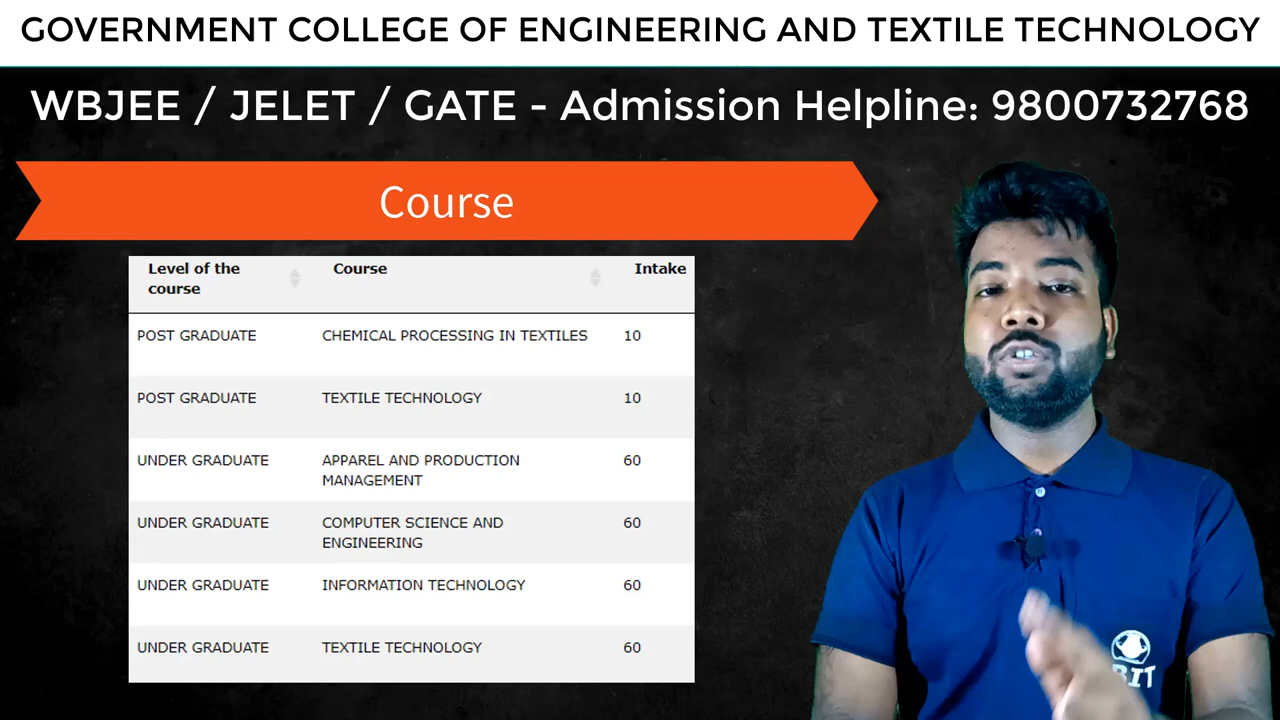 GOVERNMENT COLLEGE OF ENGINEERING AND TEXTILE TECHNOLOGY
WBJEE / JELET / GATE - Admission Helpline: 9800732768
Course
Level of the course Course Intake
POST GRADUATE CHEMICAL PROCESSING IN TEXTILES 10
POST GRADUATE TEXTILE TECHNOLOGY 10
UNDER GRADUATE APPAREL AND PRODUCTION MANAGEMENT 60
UNDER GRADUATE COMPUTER SCIENCE AND ENGINEERING 60
UNDER GRADUATE INFORMATION TECHNOLOGY 60
UNDER GRADUATE TEXTILE TECHNOLOGY 60